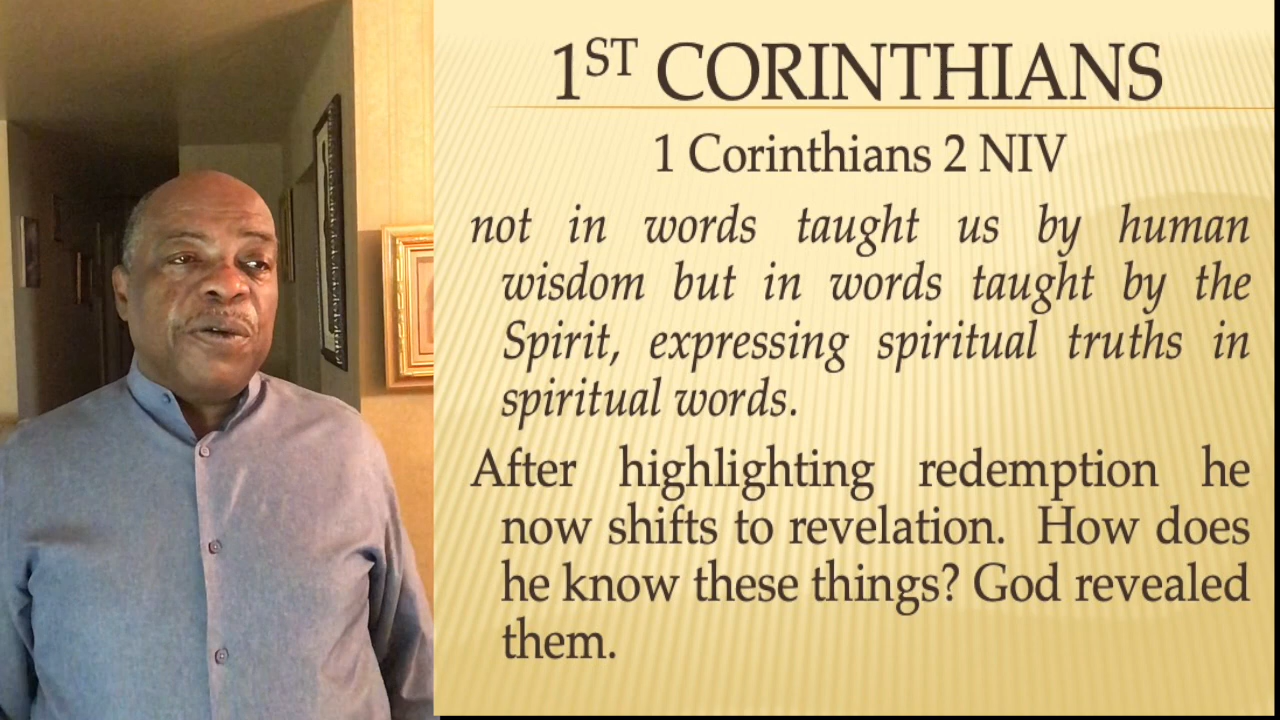 1ST CORINTHIANS
1 Corinthians 2 NIV
not in words taught us by human
wisdom but in words taught by the
Spirit, expressing spiritual truths in
spiritual words.
After highlighting redemption he
now shifts to revelation. How does
he know these things? God revealed
them.